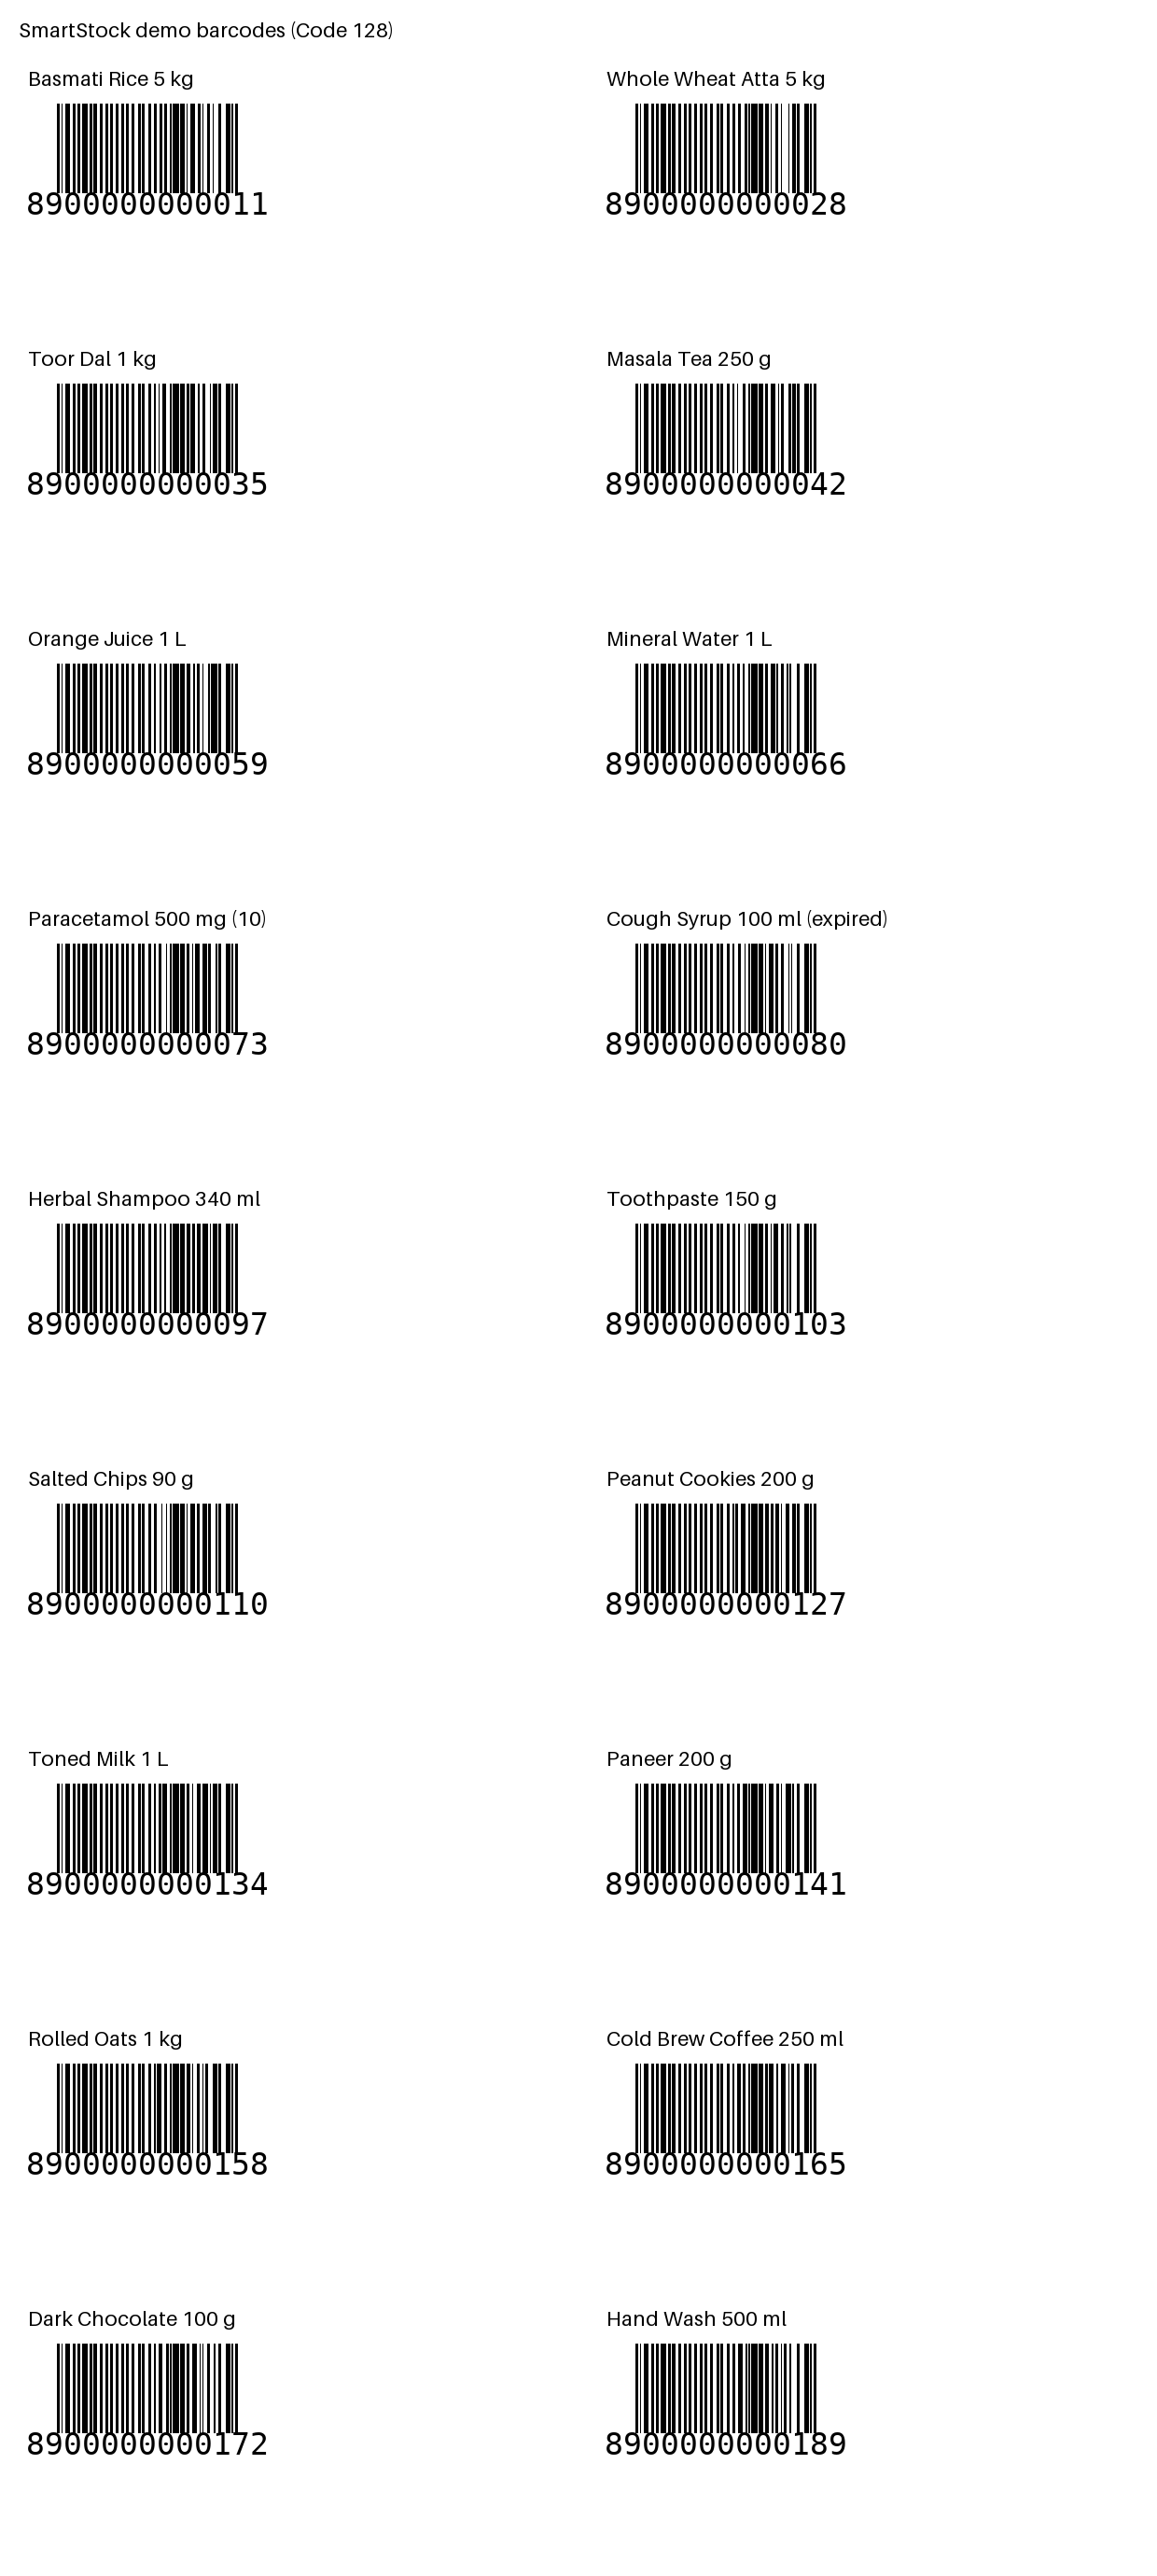 SmartStock demo barcodes (Code 128)
Basmati Rice 5 kg
8900000000011
Whole Wheat Atta 5 kg
8900000000028
Toor Dal 1 kg
8900000000035
Masala Tea 250 g
8900000000042
Orange Juice 1 L
8900000000059
Mineral Water 1 L
8900000000066
Paracetamol 500 mg (10)
8900000000073
Cough Syrup 100 ml (expired)
8900000000080
Herbal Shampoo 340 ml
8900000000097
Toothpaste 150 g
8900000000103
Salted Chips 90 g
8900000000110
Peanut Cookies 200 g
8900000000127
Toned Milk 1 L
8900000000134
Paneer 200 g
8900000000141
Rolled Oats 1 kg
8900000000158
Cold Brew Coffee 250 ml
8900000000165
Dark Chocolate 100 g
8900000000172
Hand Wash 500 ml
8900000000189